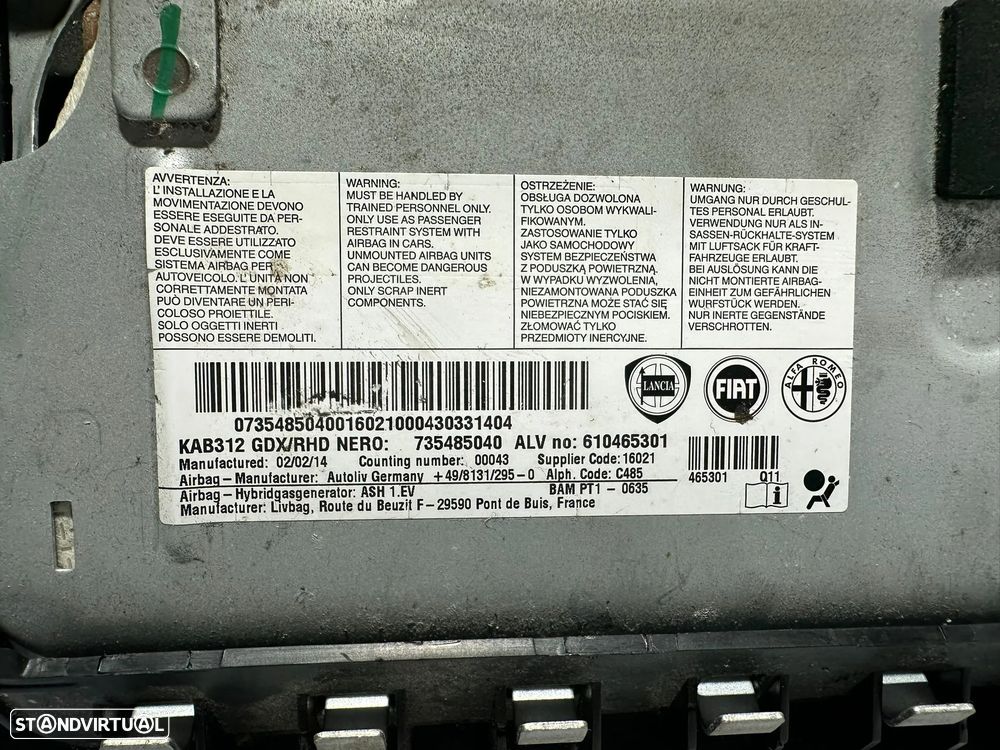 AVVERTENZA:
L' INSTALLAZIONE E LA
MOVIMENTAZIONE DEVONO
ESSERE ESEGUITE DA PER-
SONALE ADDESTRATO.
DEVE ESSERE UTILIZZATO
ESCLUSIVAMENTE COME
SISTEMA AIRBAG PER
AUTOVEICOLO. L' UNITÀ NON
CORRETTAMENTE MONTATA
PUÒ DIVENTARE UN PERI-
COLOSO PROIETTILE.
SOLO OGGETTI INERTI
POSSONO ESSERE DEMOLITI.
WARNING:
MUST BE HANDLED BY
TRAINED PERSONNEL ONLY.
ONLY USE AS PASSENGER
RESTRAINT SYSTEM WITH
AIRBAG IN CARS.
UNMOUNTED AIRBAG UNITS
CAN BECOME DANGEROUS
PROJECTILES.
ONLY SCRAP INERT
COMPONENTS.
OSTRZEŻENIE:
OBSŁUGA DOZWOLONA
TYLKO OSOBOM WYKWALI-
FIKOWANYM.
ZASTOSOWANIE TYLKO
JAKO SAMOCHODOWY
SYSTEM BEZPIECZEŃSTWA
Z PODUSZKĄ POWIETRZNĄ.
W WYPADKU WYZWOLENIA,
NIEZAMONTOWANA PODUSZKA
POWIETRZNA MOŻE STAĆ SIĘ
NIEBEZPIECZNYM POCISKIEM.
ZŁOMOWAĆ TYLKO
PRZEDMIOTY INERCYJNE.
WARNUNG:
UMGANG NUR DURCH GESCHUL-
TES PERSONAL ERLAUBT.
VERWENDUNG NUR ALS IN-
SASSEN-RÜCKHALTE-SYSTEM
MIT LUFTSACK FÜR KRAFT-
FAHRZEUGE ERLAUBT.
BEI AUSLÖSUNG KANN DIE
NICHT MONTIERTE AIRBAG-
EINHEIT ZUM GEFÄHRLICHEN
WURFSTÜCK WERDEN.
NUR INERTE GEGENSTÄNDE
VERSCHROTTEN.
LANCIA
FIAT
ALFA ROMEO
07354850400160210004303 31404
KAB312 GDX/RHD NERO: 735485040 ALV no: 610465301
Manufactured: 02/02/14 Counting number: 00043 Supplier Code: 16021
Airbag – Manufacturer: Autoliv Germany +49/8131/295–0 Alph. Code: C485
Airbag – Hybridgasgenerator: ASH 1.EV BAM PT1 – 0635
Manufacturer: Livbag, Route du Beuzit F – 29590 Pont de Buis, France
465301 Q11
i
STANDVIRTUAL